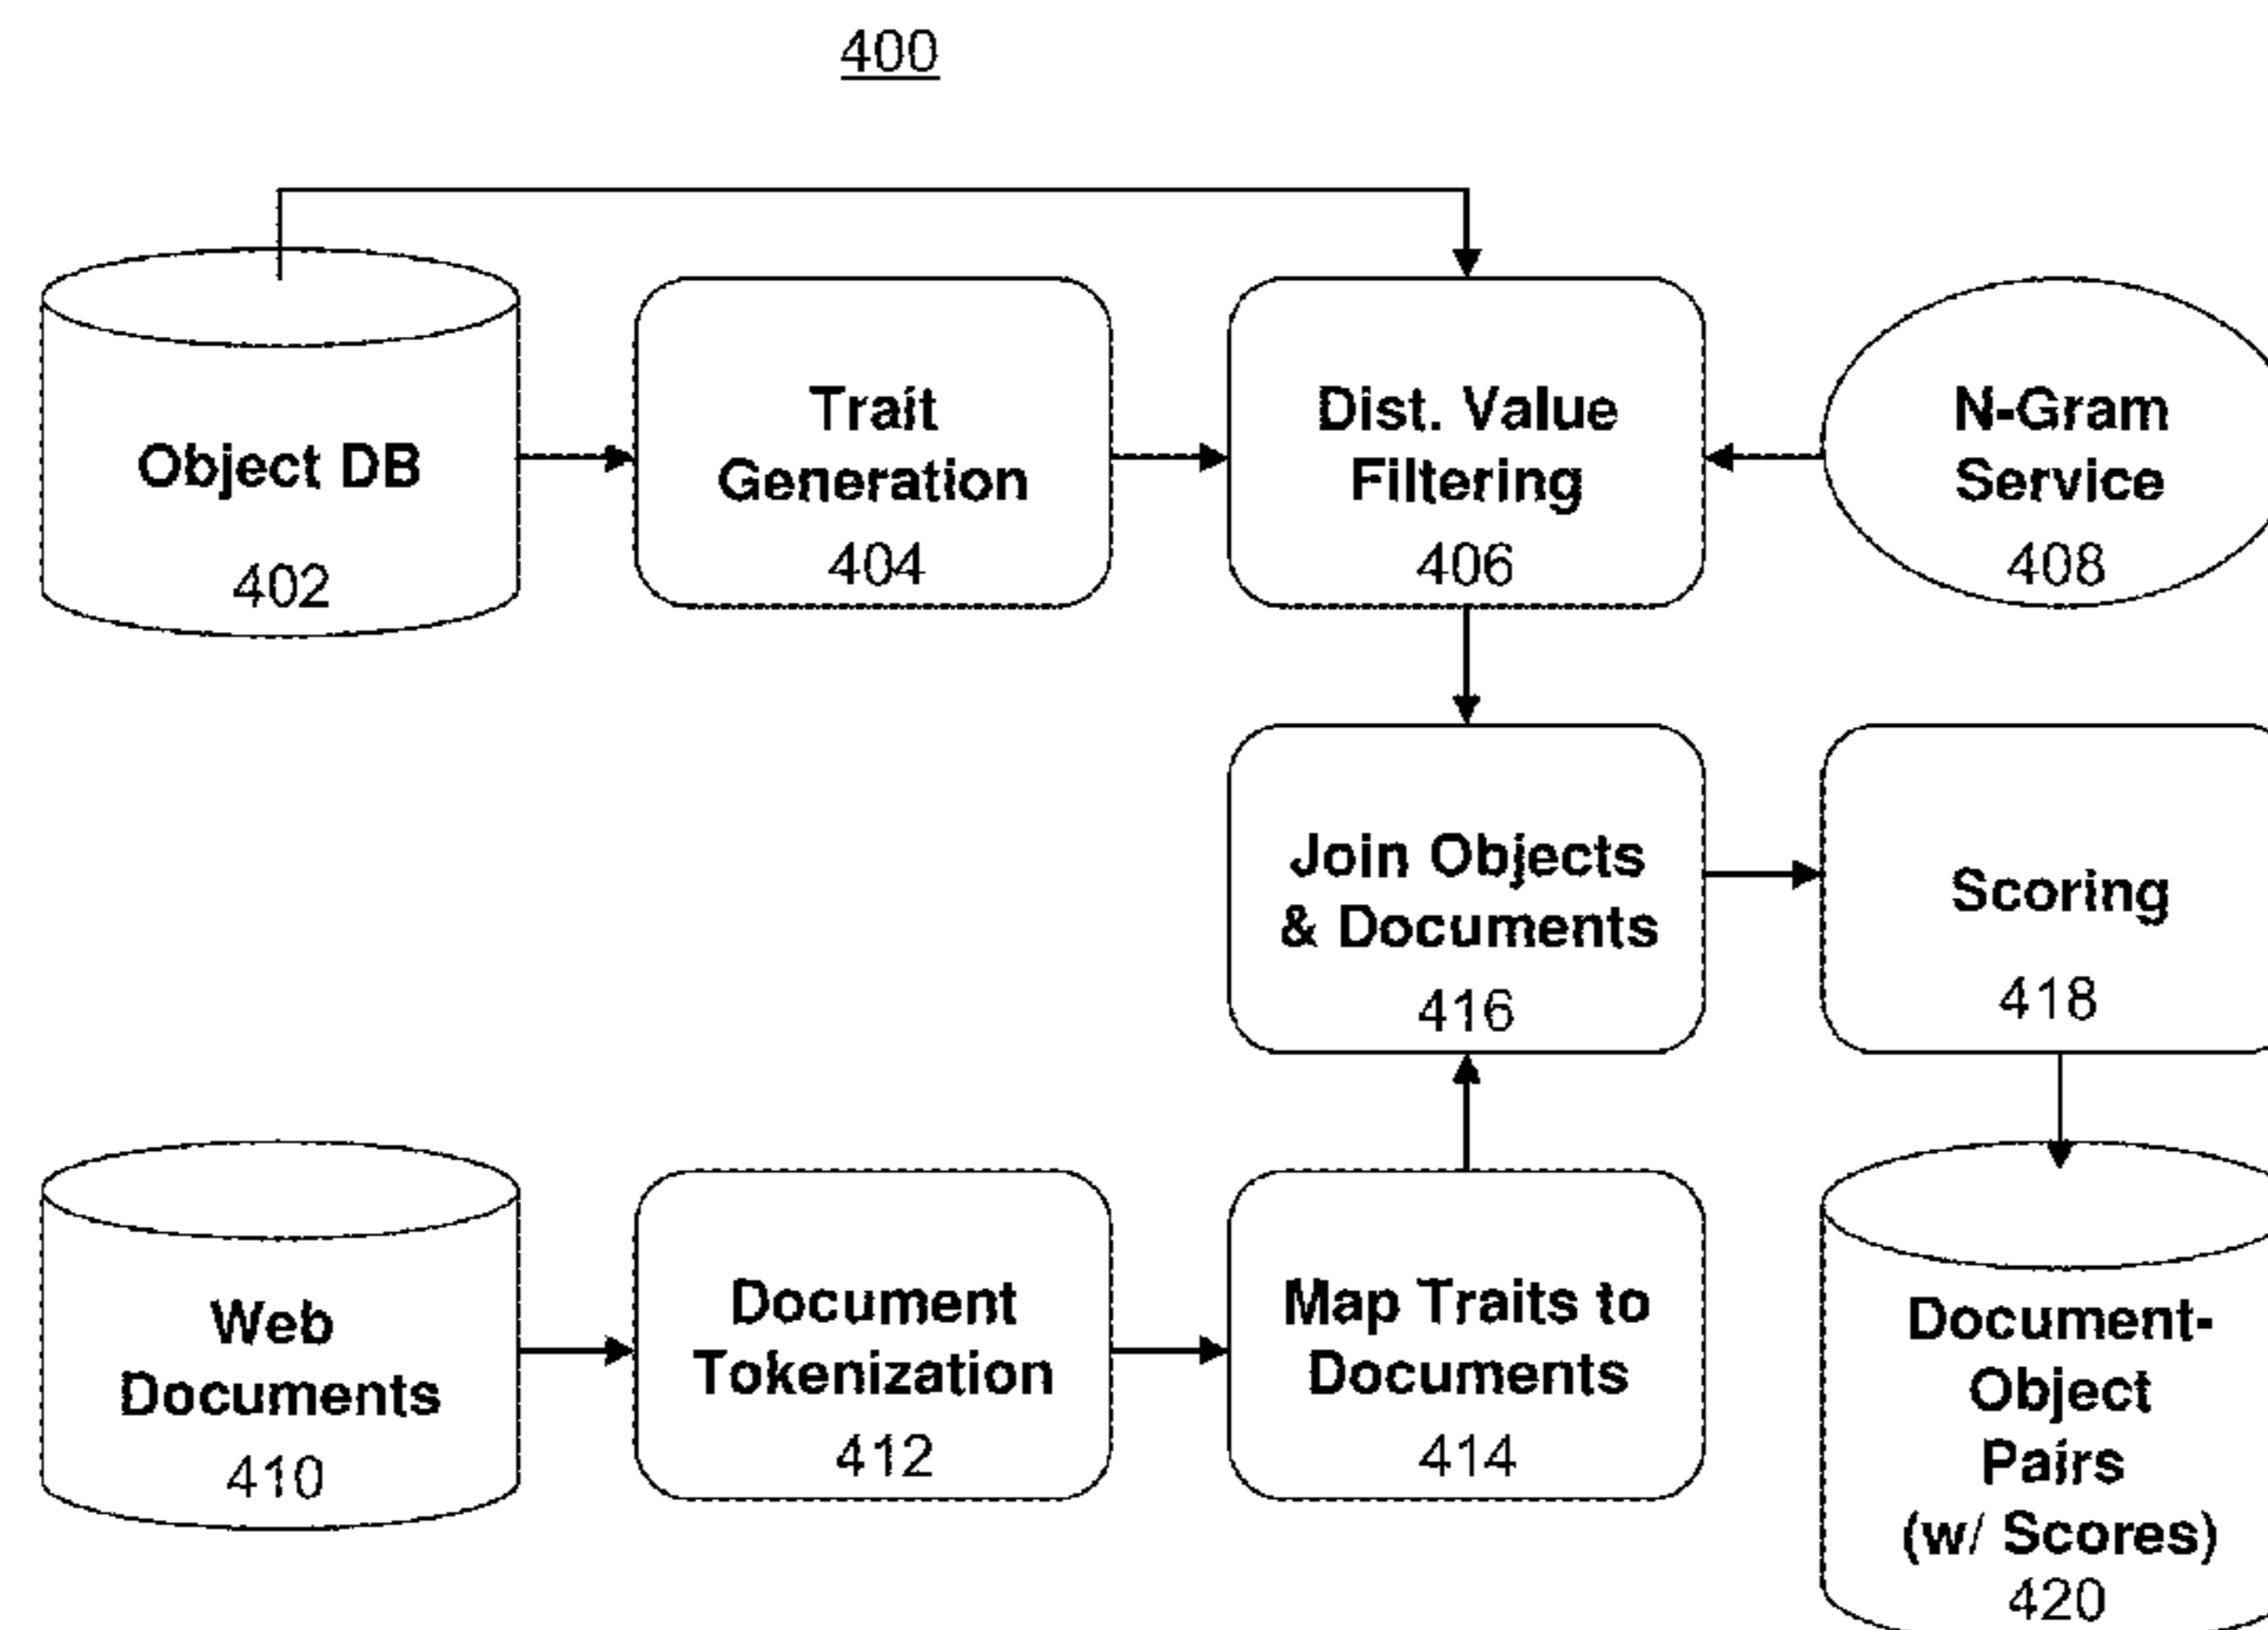 400
Object DB
402
Trait
Generation
404
Dist. Value
Filtering
406
N-Gram
Service
408
Join Objects
& Documents
416
Scoring
418
Web
Documents
410
Document
Tokenization
412
Map Traits to
Documents
414
Document-
Object
Pairs
(w/ Scores)
420